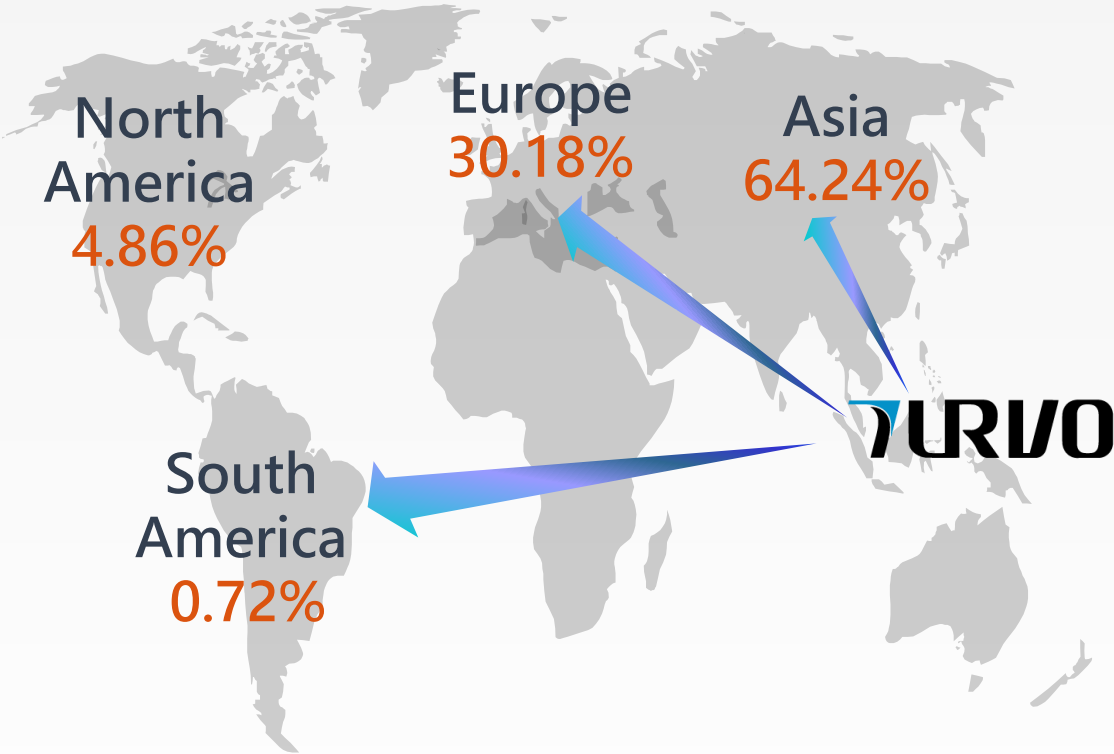 North
America
4.86%
Europe
30.18%
Asia
64.24%
TURVO
South
America
0.72%